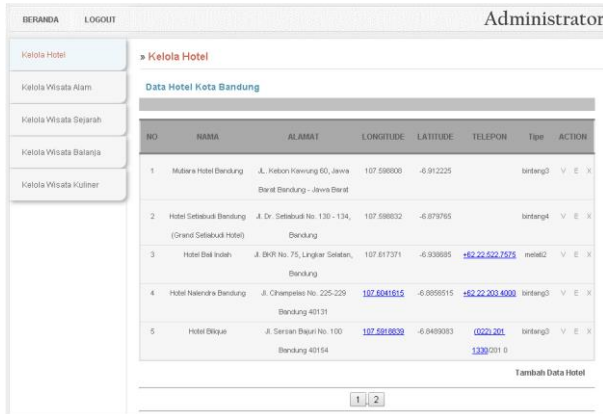 BERANDA LOGOUT
Administrator
Kelola Hotel
Kelola Wisata Alam
Kelola Wisata Sejarah
Kelola Wisata Balanja
Kelola Wisata Kuliner
» Kelola Hotel
Data Hotel Kota Bandung
NO NAMA ALAMAT LONGITUDE LATITUDE TELEPON Tipe ACTION
1 Mutiara Hotel Bandung JL. Kebon Kawung 60, Jawa 107.598808 -6.912225 bintang3 V E X
Barat Bandung - Jawa Barat
2 Hotel Setiabudi Bandung Jl. Dr. Setiabudi No. 130 - 134, 107.598832 -6.879765 bintang4 V E X
(Grand Setiabudi Hotel) Bandung
3 Hotel Bali Indah Jl. BKR No. 75, Lingkar Selatan, 107.617371 -6.938685 +62 22 522 7575 melati2 V E X
Bandung
4 Hotel Nalendra Bandung Jl. Cihampelas No. 225-229 107.6041615 -6.8856515 +62 22 203 4000 bintang3 V E X
Bandung 40131
5 Hotel Bilique Jl. Sersan Bajuri No. 100 107.5918839 -6.8489083 (022) 201 bintang3 V E X
Bandung 40154 1330/201 0
Tambah Data Hotel
1 2